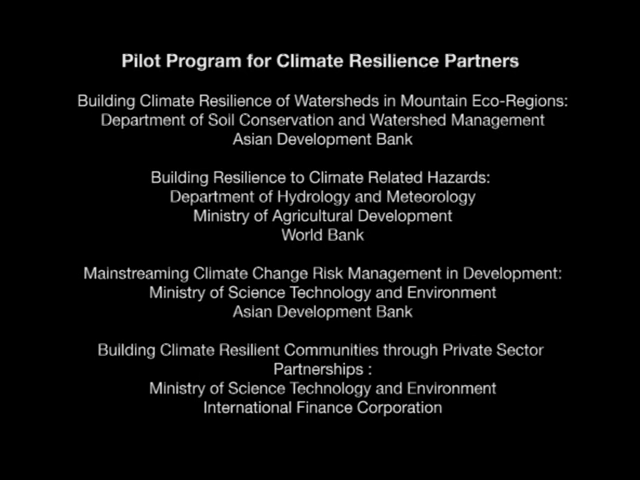 Pilot Program for Climate Resilience Partners
Building Climate Resilience of Watersheds in Mountain Eco-Regions:
Department of Soil Conservation and Watershed Management
Asian Development Bank
Building Resilience to Climate Related Hazards:
Department of Hydrology and Meteorology
Ministry of Agricultural Development
World Bank
Mainstreaming Climate Change Risk Management in Development:
Ministry of Science Technology and Environment
Asian Development Bank
Building Climate Resilient Communities through Private Sector
Partnerships :
Ministry of Science Technology and Environment
International Finance Corporation